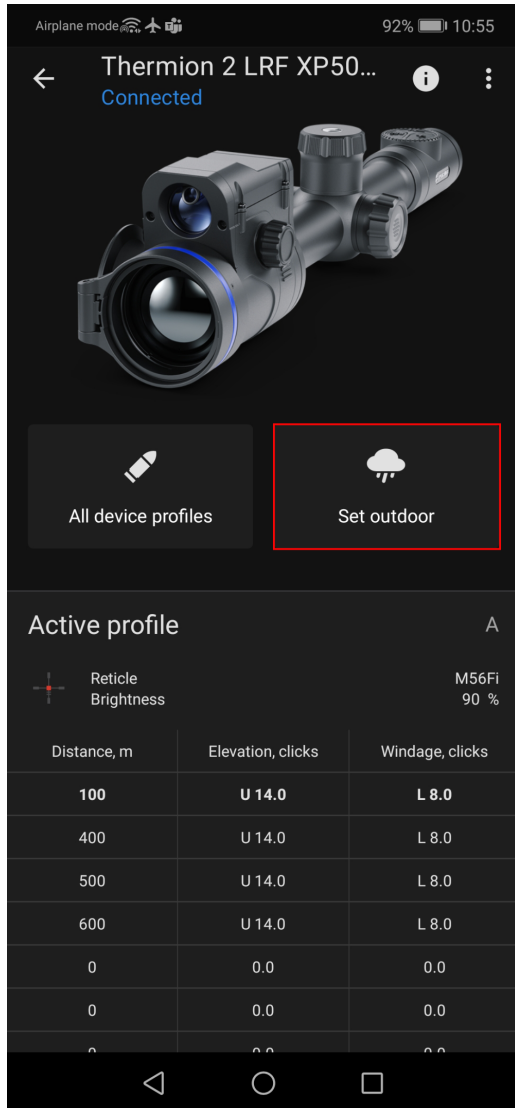 Airplane mode 92% 10:55
Thermion 2 LRF XP50...
Connected
All device profiles Set outdoor
Active profile A
Reticle M56Fi
Brightness 90 %
Distance, m Elevation, clicks Windage, clicks
100 U 14.0 L 8.0
400 U 14.0 L 8.0
500 U 14.0 L 8.0
600 U 14.0 L 8.0
0 0.0 0.0
0 0.0 0.0